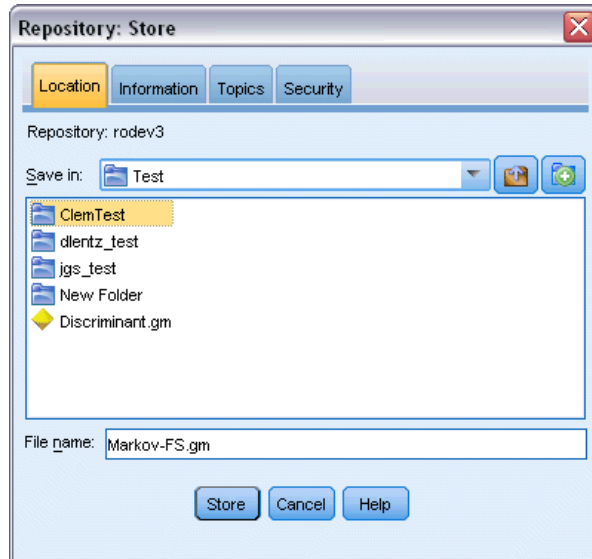 Repository: Store
Location Information Topics Security
Repository: rodev3
Save in: Test
ClemTest
dlentz_test
jgs_test
New Folder
Discriminant.gm
File name: Markov-FS.gm
Store Cancel Help